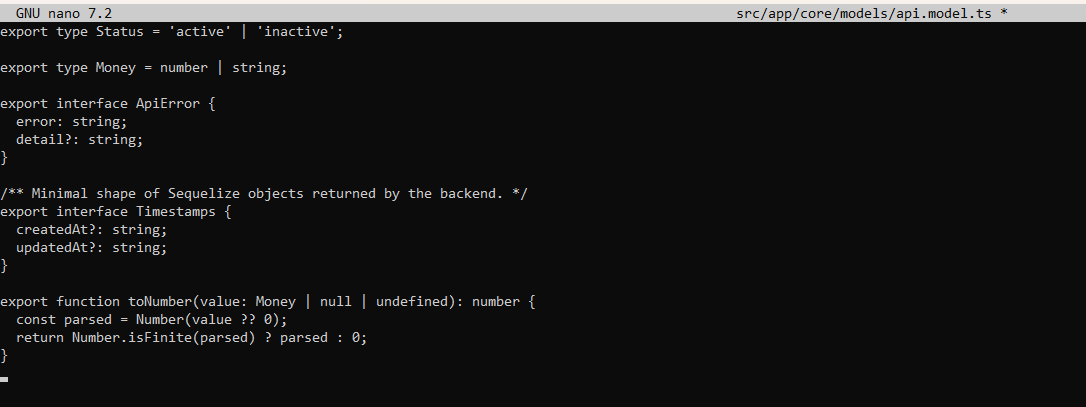 GNU nano 7.2 src/app/core/models/api.model.ts *
export type Status = 'active' | 'inactive';
export type Money = number | string;
export interface ApiError {
  error: string;
  detail?: string;
}
/** Minimal shape of Sequelize objects returned by the backend. */
export interface Timestamps {
  createdAt?: string;
  updatedAt?: string;
}
export function toNumber(value: Money | null | undefined): number {
  const parsed = Number(value ?? 0);
  return Number.isFinite(parsed) ? parsed : 0;
}